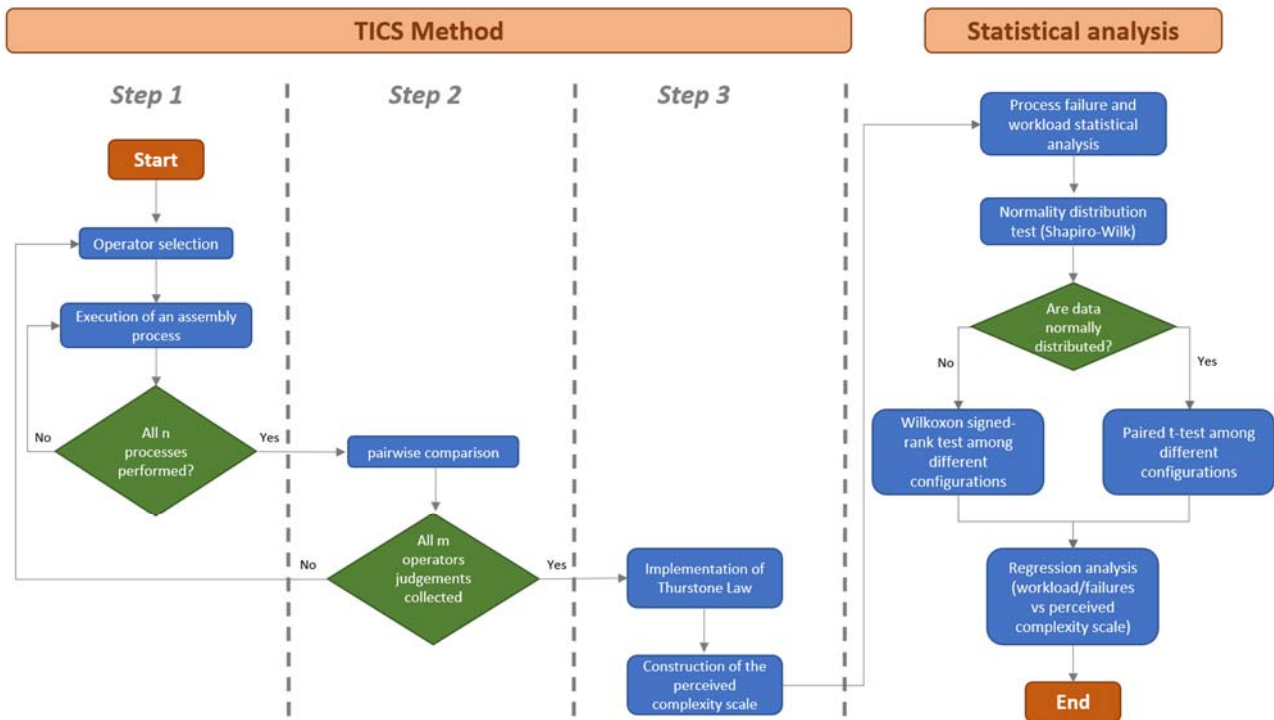 TICS Method
Statistical analysis
Step 1
Step 2
Step 3
Start
Operator selection
Execution of an assembly
process
All n
processes
performed?
No
Yes
pairwise comparison
All m
operators
judgements
collected
No
Yes
Implementation of
Thurstone Law
Construction of the
perceived
complexity scale
Process failure and
workload statistical
analysis
Normality distribution
test (Shapiro-Wilk)
Are data
normally
distributed?
No
Yes
Wilkoxon signed-
rank test among
different
configurations
Paired t-test among
different
configurations
Regression analysis
(workload/failures
vs perceived
complexity scale)
End